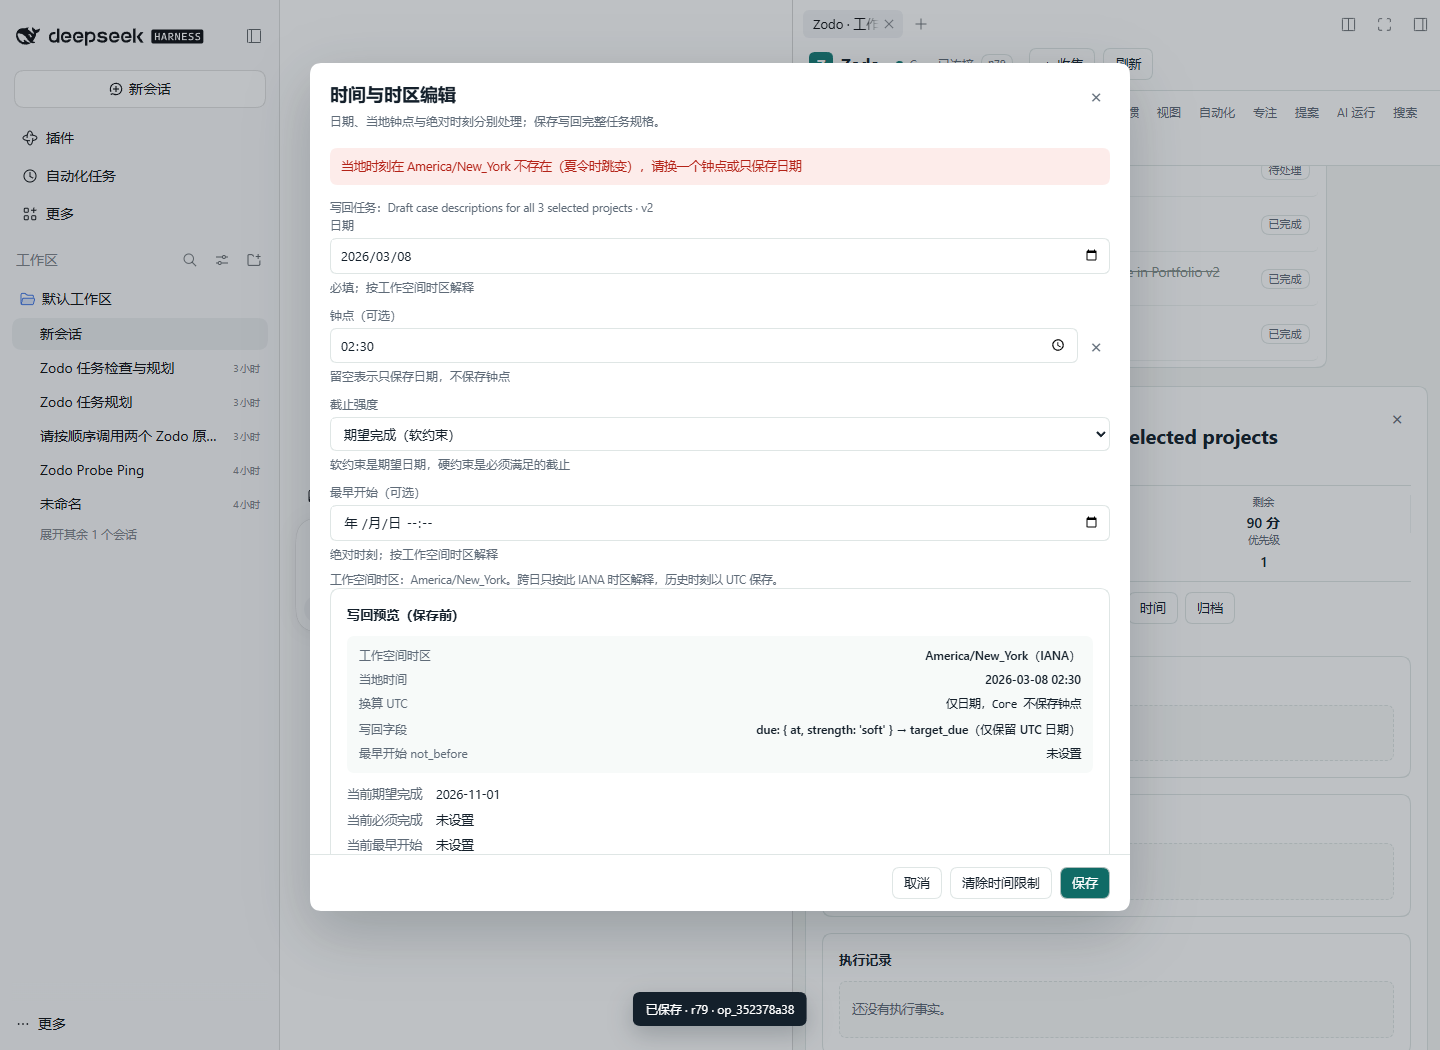 deepseek HARNESS
新会话
插件
自动化任务
更多
工作区
默认工作区
新会话
Zodo 任务检查与规划 3 小时
Zodo 任务规划 3 小时
请按顺序调用两个 Zodo 原... 3 小时
Zodo Probe Ping 4 小时
未命名 4 小时
展开其余 1 个会话
更多
Zodo · 工作
刷新
视图 自动化 专注 提案 AI 运行 搜索
待处理
已完成
e in Portfolio v2
已完成
已完成
elected projects
剩余
90 分
优先级
1
时间 归档
执行记录
还没有执行事实。
时间与时区编辑
日期、当地钟点与绝对时刻分别处理；保存写回完整任务规格。
当地时刻在 America/New_York 不存在（夏令时跳变），请换一个钟点或只保存日期
写回任务：Draft case descriptions for all 3 selected projects · v2
日期
2026/03/08
必填；按工作空间时区解释
钟点（可选）
02:30
留空表示只保存日期，不保存钟点
截止强度
期望完成（软约束）
软约束是期望日期，硬约束是必须满足的截止
最早开始（可选）
年 /月/日 --:--
绝对时刻；按工作空间时区解释
工作空间时区：America/New_York。跨日只按此 IANA 时区解释，历史时刻以 UTC 保存。
写回预览（保存前）
工作空间时区 America/New_York（IANA）
当地时间 2026-03-08 02:30
换算 UTC 仅日期，Core 不保存钟点
写回字段 due: { at, strength: 'soft' } → target_due（仅保留 UTC 日期）
最早开始 not_before 未设置
当前期望完成 2026-11-01
当前必须完成 未设置
当前最早开始 未设置
取消 清除时间限制 保存
已保存 · r79 · op_352378a38